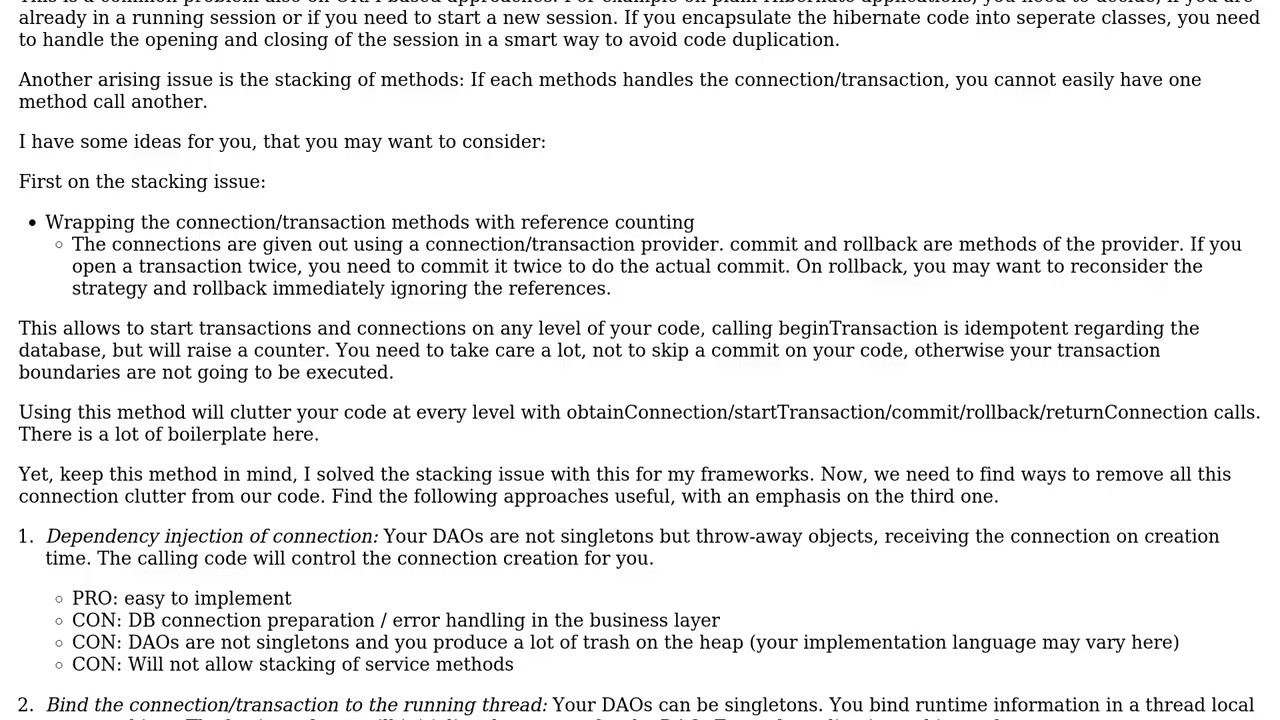 already in a running session or if you need to start a new session. If you encapsulate the hibernate code into seperate classes, you need
to handle the opening and closing of the session in a smart way to avoid code duplication.
Another arising issue is the stacking of methods: If each methods handles the connection/transaction, you cannot easily have one
method call another.
I have some ideas for you, that you may want to consider:
First on the stacking issue:
• Wrapping the connection/transaction methods with reference counting
◦ The connections are given out using a connection/transaction provider. commit and rollback are methods of the provider. If you
open a transaction twice, you need to commit it twice to do the actual commit. On rollback, you may want to reconsider the
strategy and rollback immediately ignoring the references.
This allows to start transactions and connections on any level of your code, calling beginTransaction is idempotent regarding the
database, but will raise a counter. You need to take care a lot, not to skip a commit on your code, otherwise your transaction
boundaries are not going to be executed.
Using this method will clutter your code at every level with obtainConnection/startTransaction/commit/rollback/returnConnection calls.
There is a lot of boilerplate here.
Yet, keep this method in mind, I solved the stacking issue with this for my frameworks. Now, we need to find ways to remove all this
connection clutter from our code. Find the following approaches useful, with an emphasis on the third one.
1. Dependency injection of connection: Your DAOs are not singletons but throw-away objects, receiving the connection on creation
time. The calling code will control the connection creation for you.
◦ PRO: easy to implement
◦ CON: DB connection preparation / error handling in the business layer
◦ CON: DAOs are not singletons and you produce a lot of trash on the heap (your implementation language may vary here)
◦ CON: Will not allow stacking of service methods
2. Bind the connection/transaction to the running thread: Your DAOs can be singletons. You bind runtime information in a thread local